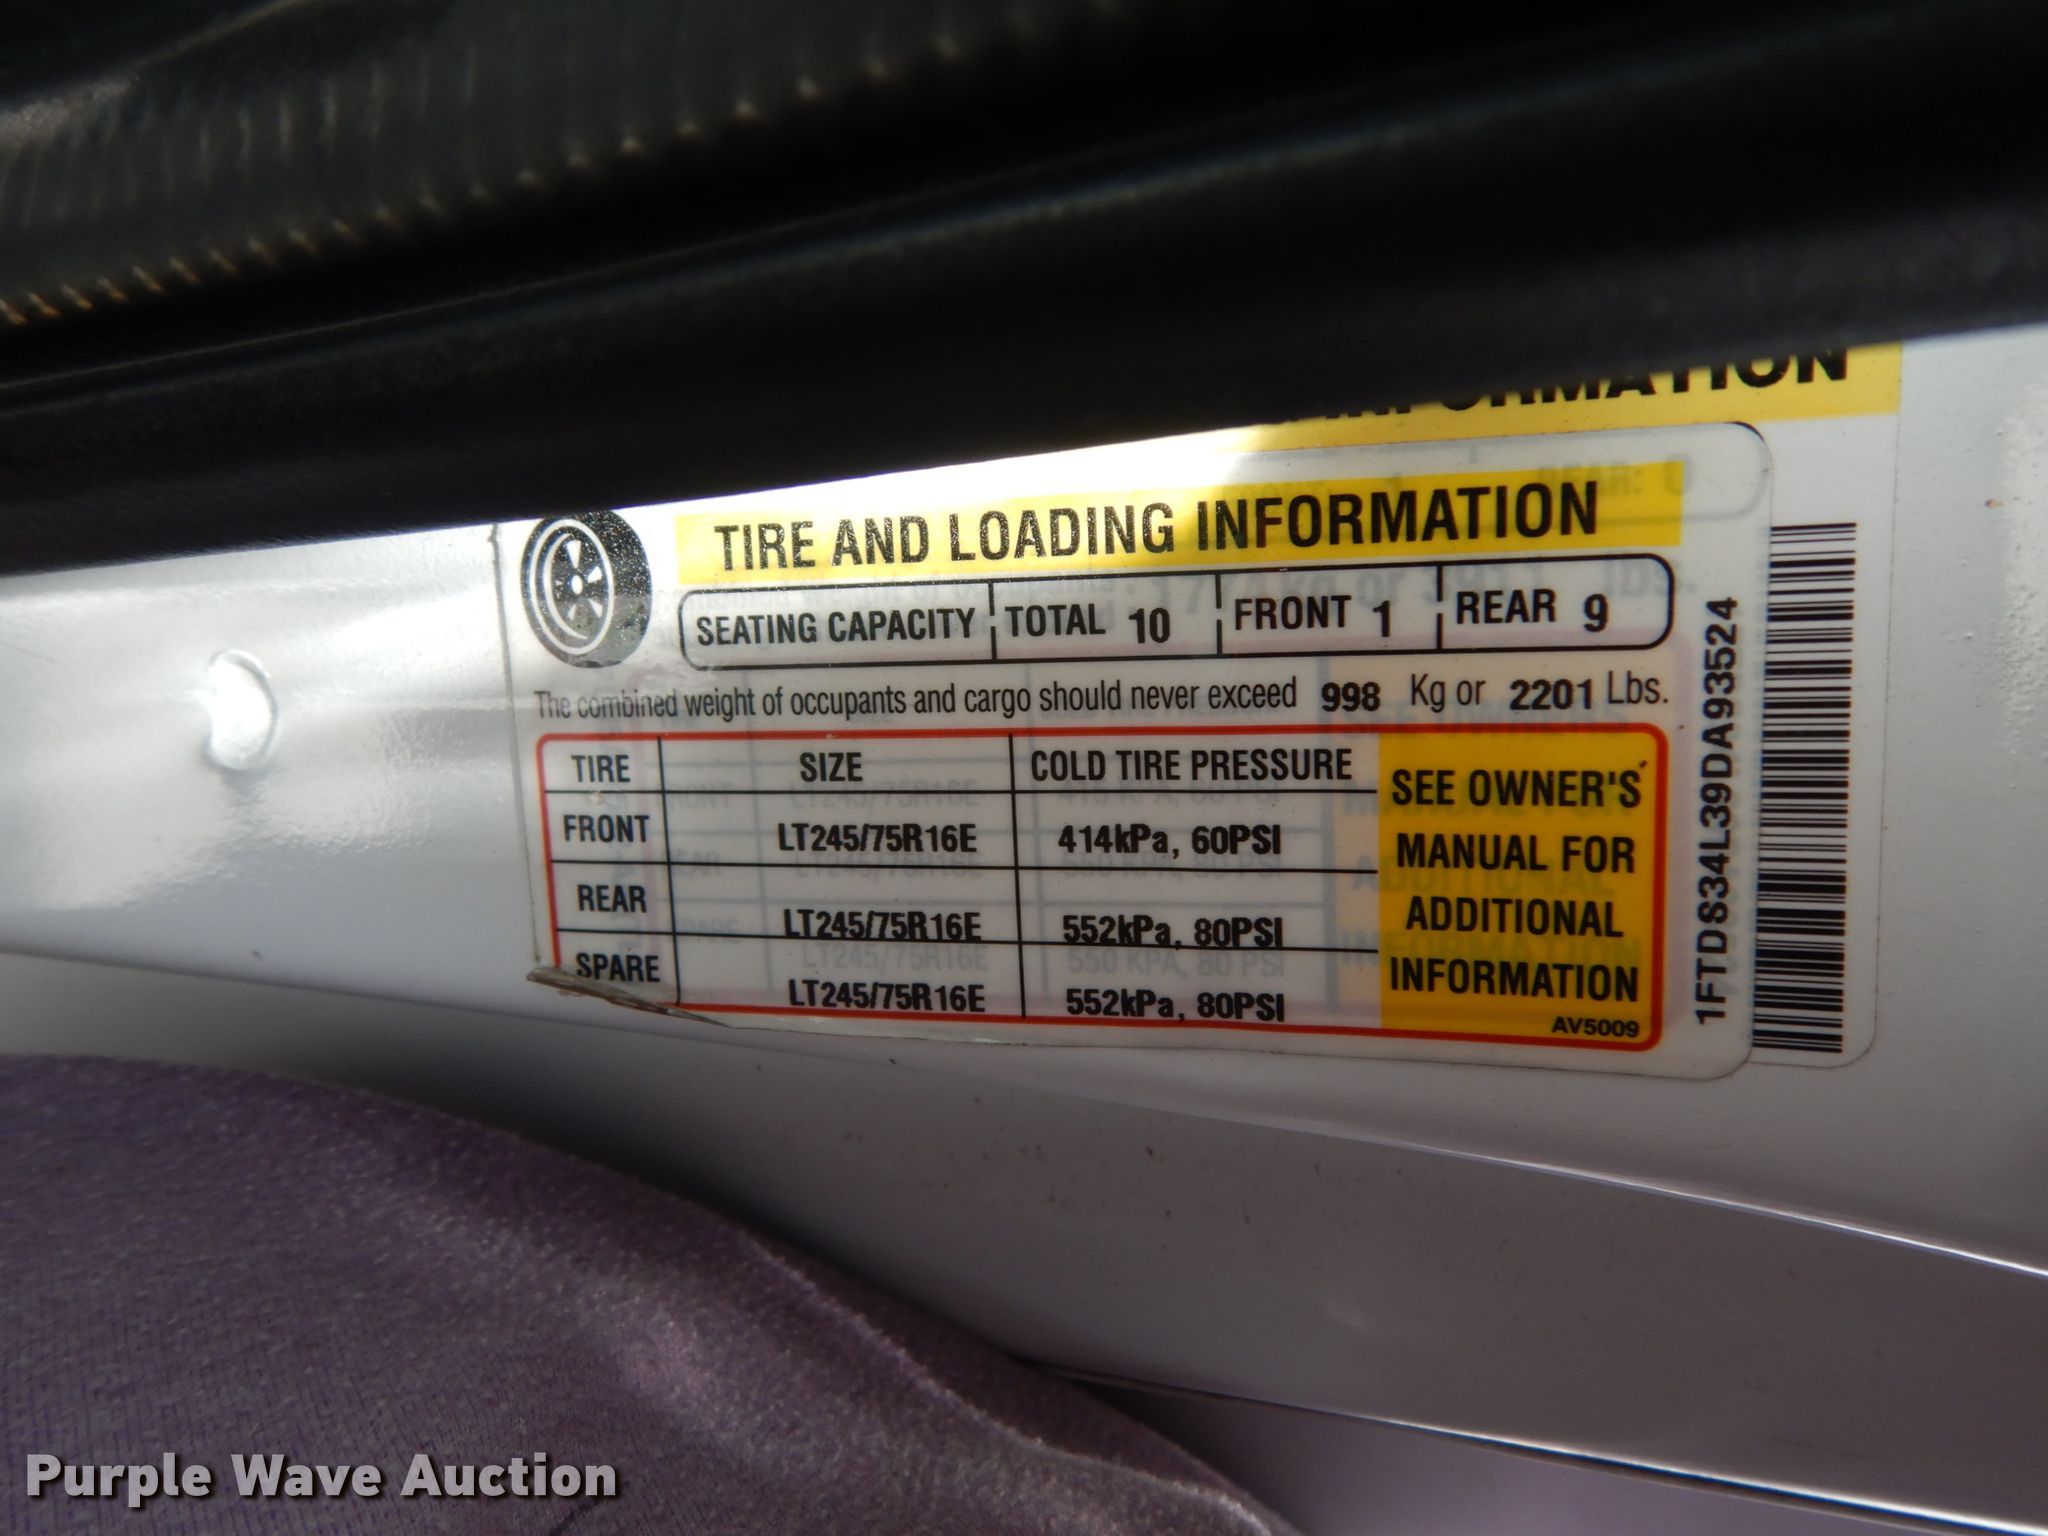 INFORMATION
TIRE AND LOADING INFORMATION
SEATING CAPACITY TOTAL 10 FRONT 1 REAR 9
The combined weight of occupants and cargo should never exceed 998 Kg or 2201 Lbs.
TIRE SIZE COLD TIRE PRESSURE
FRONT LT245/75R16E 414kPa, 60PSI
REAR LT245/75R16E 552kPa, 80PSI
SPARE LT245/75R16E 552kPa, 80PSI
SEE OWNER'S
MANUAL FOR
ADDITIONAL
INFORMATION
AV5009
1FTDS34L39DA93524
Purple Wave Auction